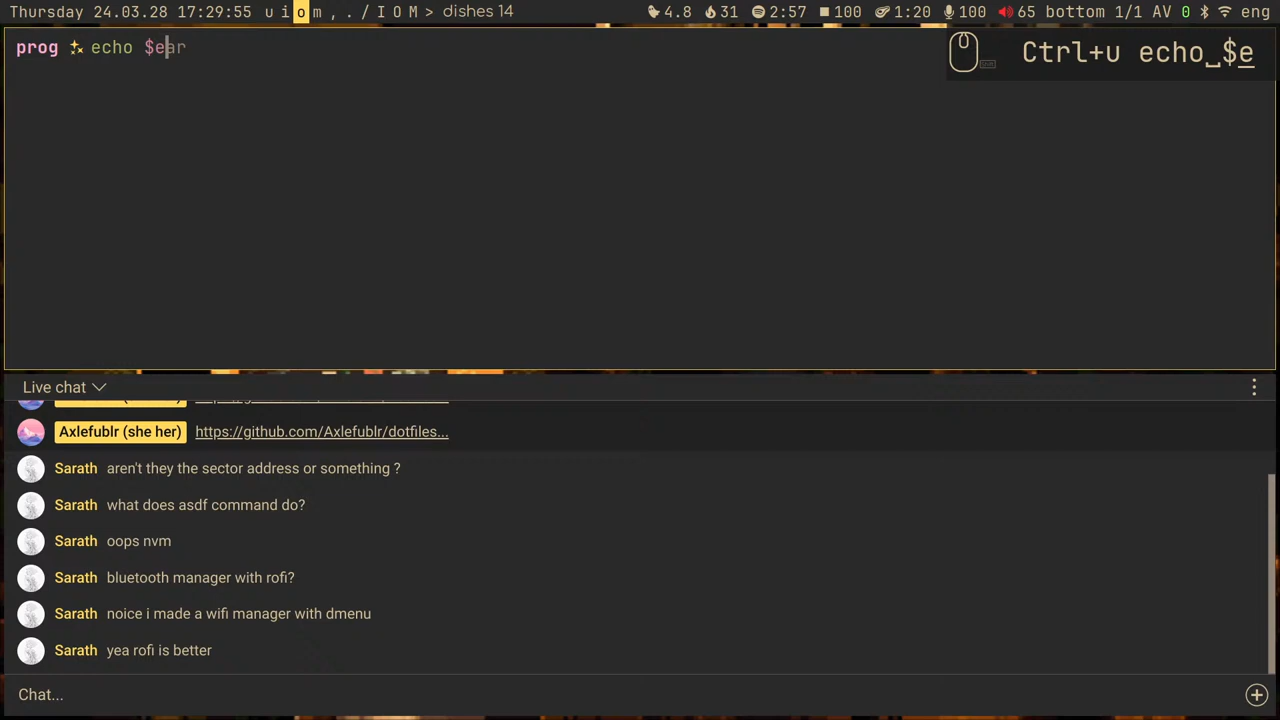 Thursday 24.03.28 17:29:55 u i o m , . / I O M > dishes 14 4.8 31 2:57 100 1:20 100 65 bottom 1/1 AV 0 eng
prog echo $ear
Ctrl+u echo␣$e
Live chat
Axlefublr (she her) https://github.com/Axlefublr/dotfiles...
Sarath aren't they the sector address or something ?
Sarath what does asdf command do?
Sarath oops nvm
Sarath bluetooth manager with rofi?
Sarath noice i made a wifi manager with dmenu
Sarath yea rofi is better
Chat...